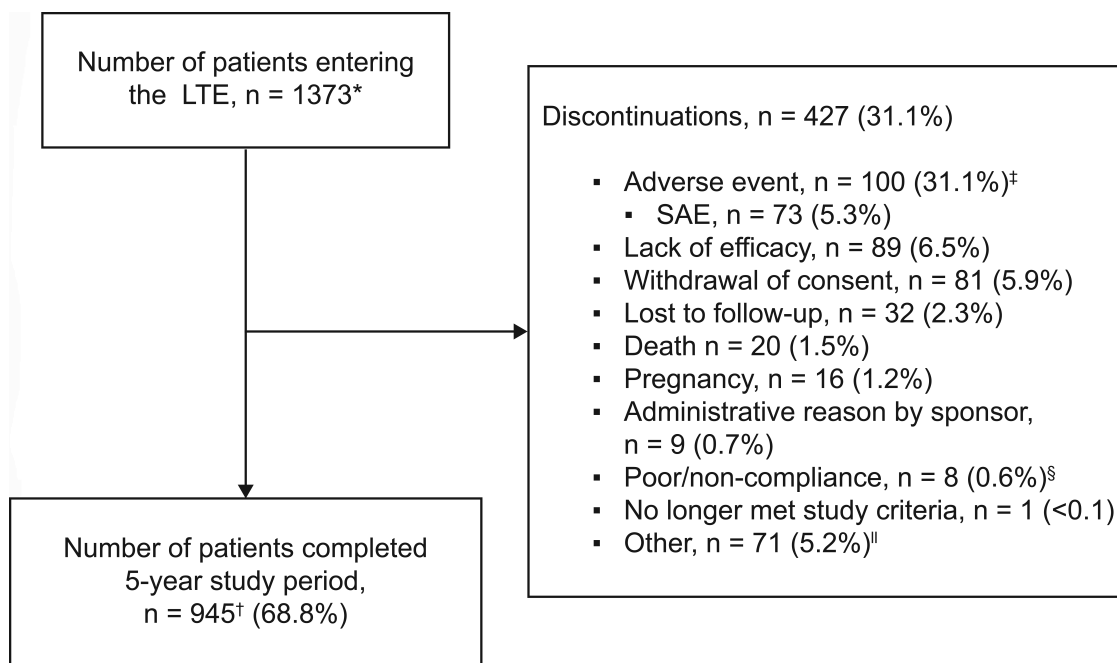 Number of patients entering
the LTE, n = 1373*
Discontinuations, n = 427 (31.1%)
▪ Adverse event, n = 100 (31.1%)‡
▪ SAE, n = 73 (5.3%)
▪ Lack of efficacy, n = 89 (6.5%)
▪ Withdrawal of consent, n = 81 (5.9%)
▪ Lost to follow-up, n = 32 (2.3%)
▪ Death n = 20 (1.5%)
▪ Pregnancy, n = 16 (1.2%)
▪ Administrative reason by sponsor,
n = 9 (0.7%)
▪ Poor/non-compliance, n = 8 (0.6%)§
▪ No longer met study criteria, n = 1 (<0.1)
▪ Other, n = 71 (5.2%)||
Number of patients completed
5-year study period,
n = 945† (68.8%)